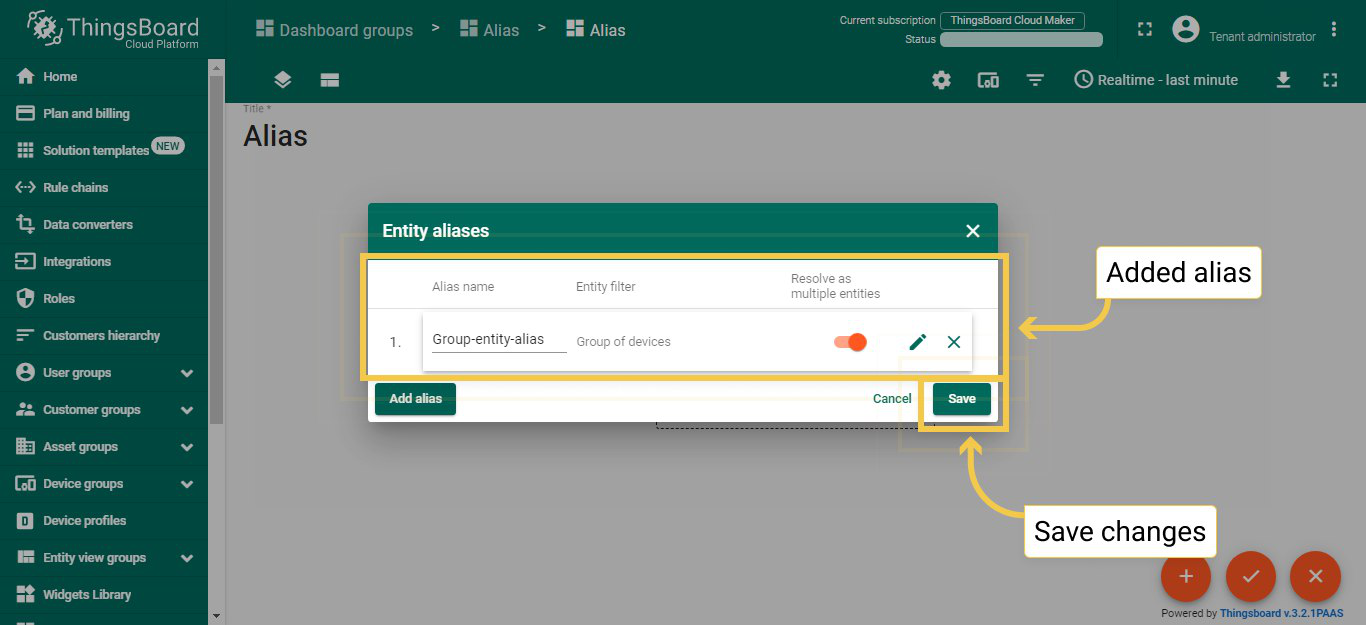 ThingsBoard
Cloud Platform
Dashboard groups > Alias > Alias
Current subscription ThingsBoard Cloud Maker
Status
Tenant administrator
Realtime - last minute
Home
Plan and billing
Solution templates NEW
Rule chains
Data converters
Integrations
Roles
Customers hierarchy
User groups
Customer groups
Asset groups
Device groups
Device profiles
Entity view groups
Widgets Library
Title *
Alias
Entity aliases
Alias name
Entity filter
Resolve as
multiple entities
1. Group-entity-alias Group of devices
Add alias
Cancel
Save
Added alias
Save changes
Powered by Thingsboard v.3.2.1PAAS